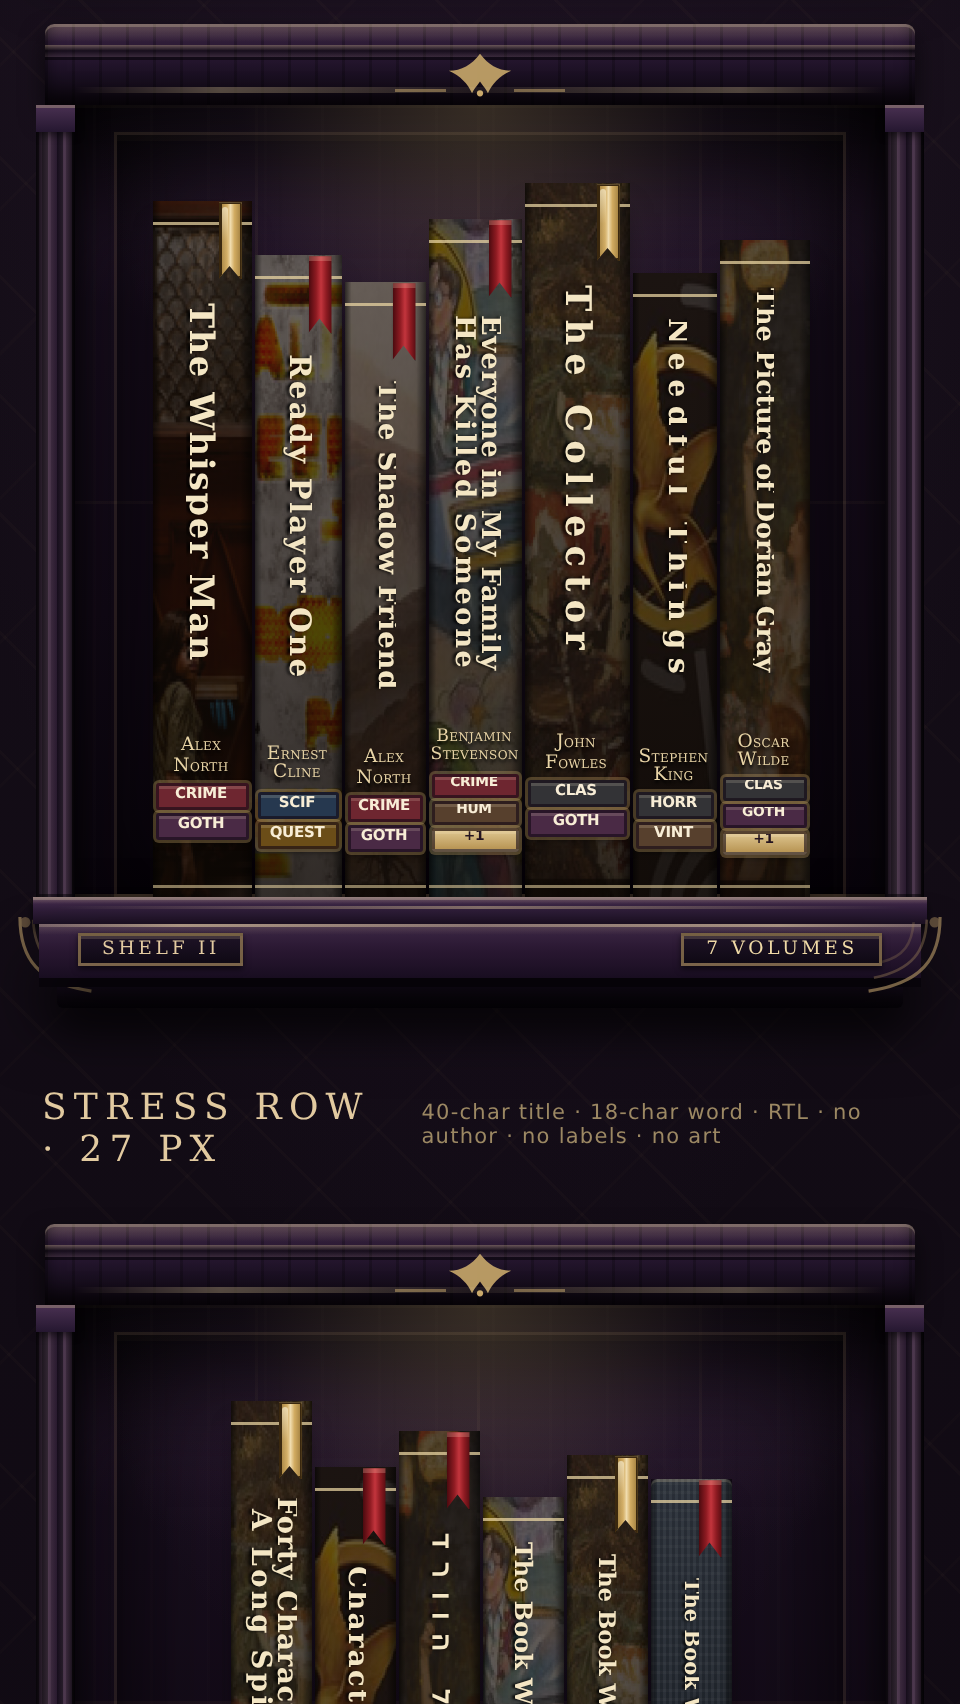 The Whisper Man
ALEX
NORTH
CRIME
GOTH
Ready Player One
ERNEST
CLINE
SCIF
QUEST
The Shadow Friend
ALEX
NORTH
CRIME
GOTH
Everyone in My Family
Has Killed Someone
BENJAMIN
STEVENSON
CRIME
HUM
+1
The Collector
JOHN
FOWLES
CLAS
GOTH
Needful Things
STEPHEN
KING
HORR
VINT
The Picture of Dorian Gray
OSCAR
WILDE
CLAS
GOTH
+1
SHELF II
7 VOLUMES
STRESS ROW
· 27 PX
40-char title · 18-char word · RTL · no
author · no labels · no art
Forty Charac
A Long Spi
Charact
The Book W
The Book W
The Book